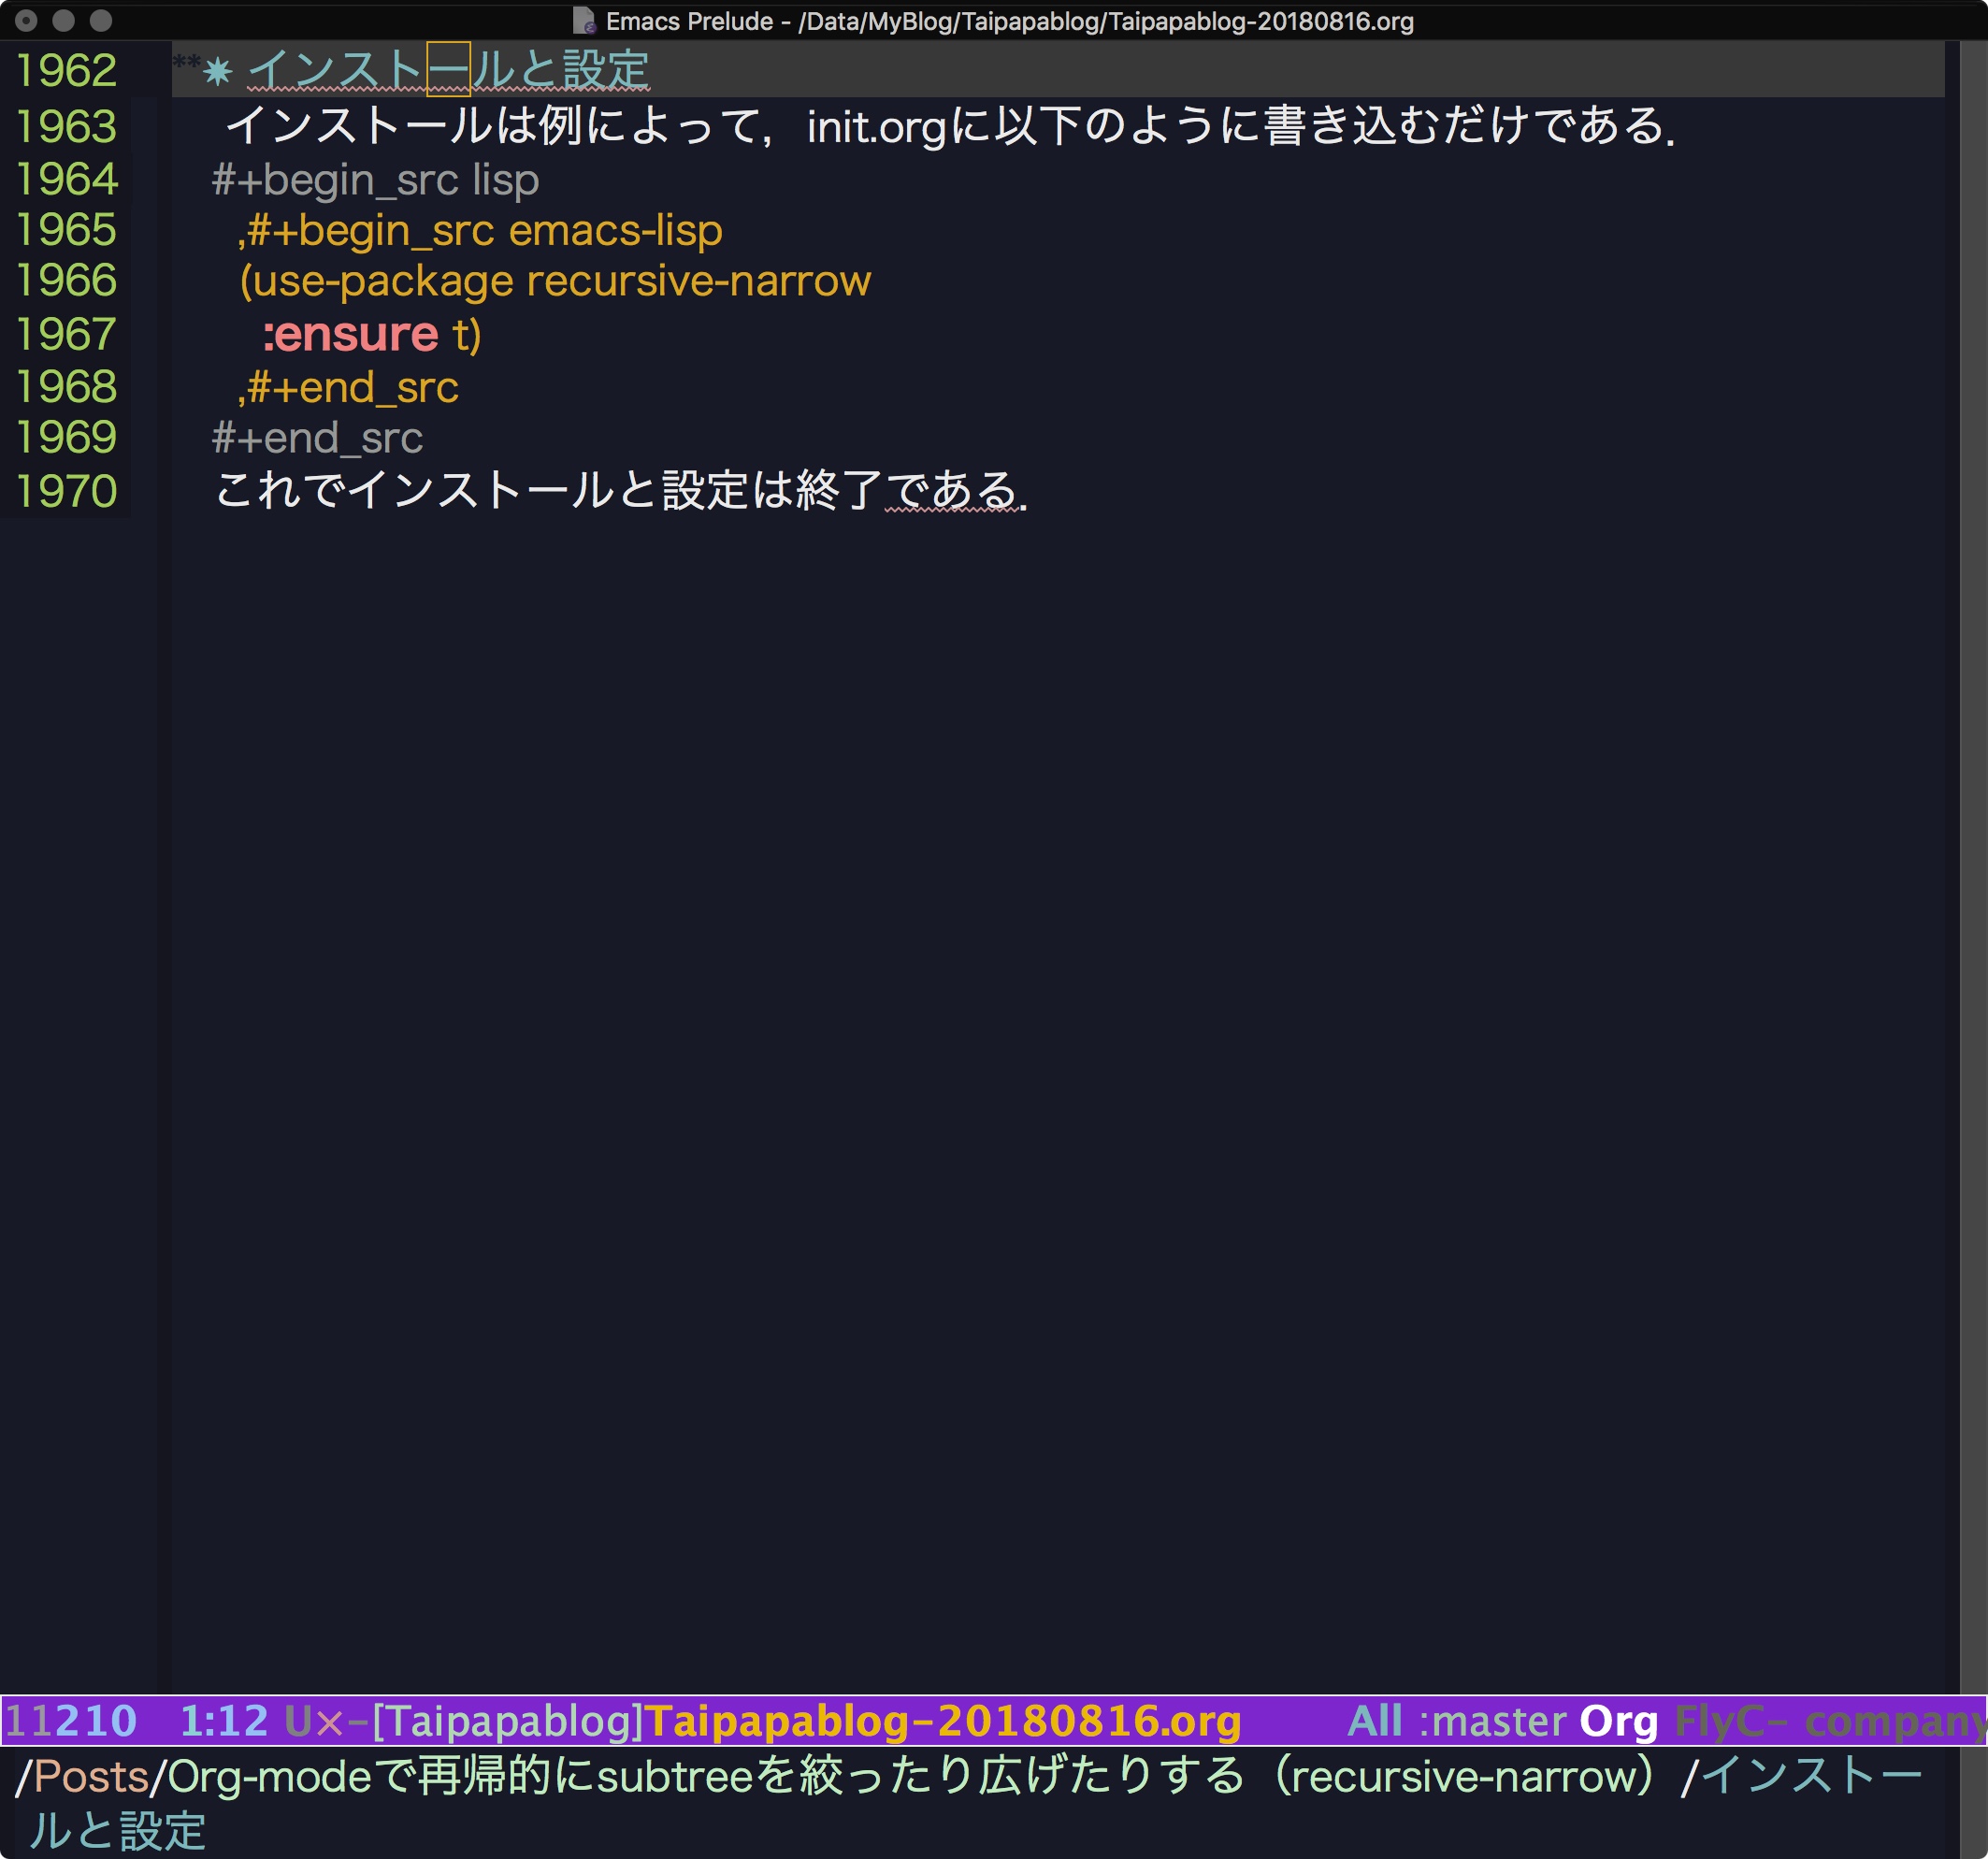 Emacs Prelude - /Data/MyBlog/Taipapablog/Taipapablog-20180816.org
1962 **✷ インストールと設定
1963 インストールは例によって，init.orgに以下のように書き込むだけである．
1964 #+begin_src lisp
1965 ,#+begin_src emacs-lisp
1966 (use-package recursive-narrow
1967 :ensure t)
1968 ,#+end_src
1969 #+end_src
1970 これでインストールと設定は終了である．
11210 1:12 U×-[Taipapablog]Taipapablog-20180816.org All :master Org FlyC- company
/Posts/Org-modeで再帰的にsubtreeを絞ったり広げたりする（recursive-narrow）/インストー
ルと設定